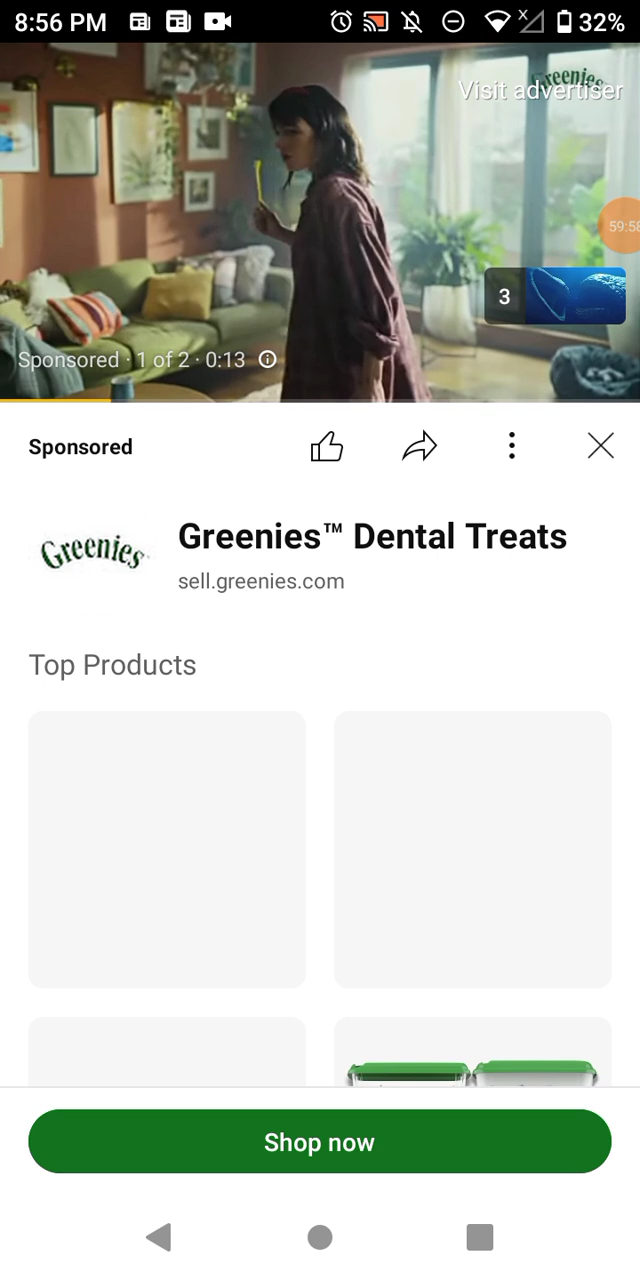 8:56 PM
32%
Greenies
Visit advertiser
59:58
3
Sponsored · 1 of 2 · 0:13
Sponsored
Greenies
Greenies™ Dental Treats
sell.greenies.com
Top Products
Shop now